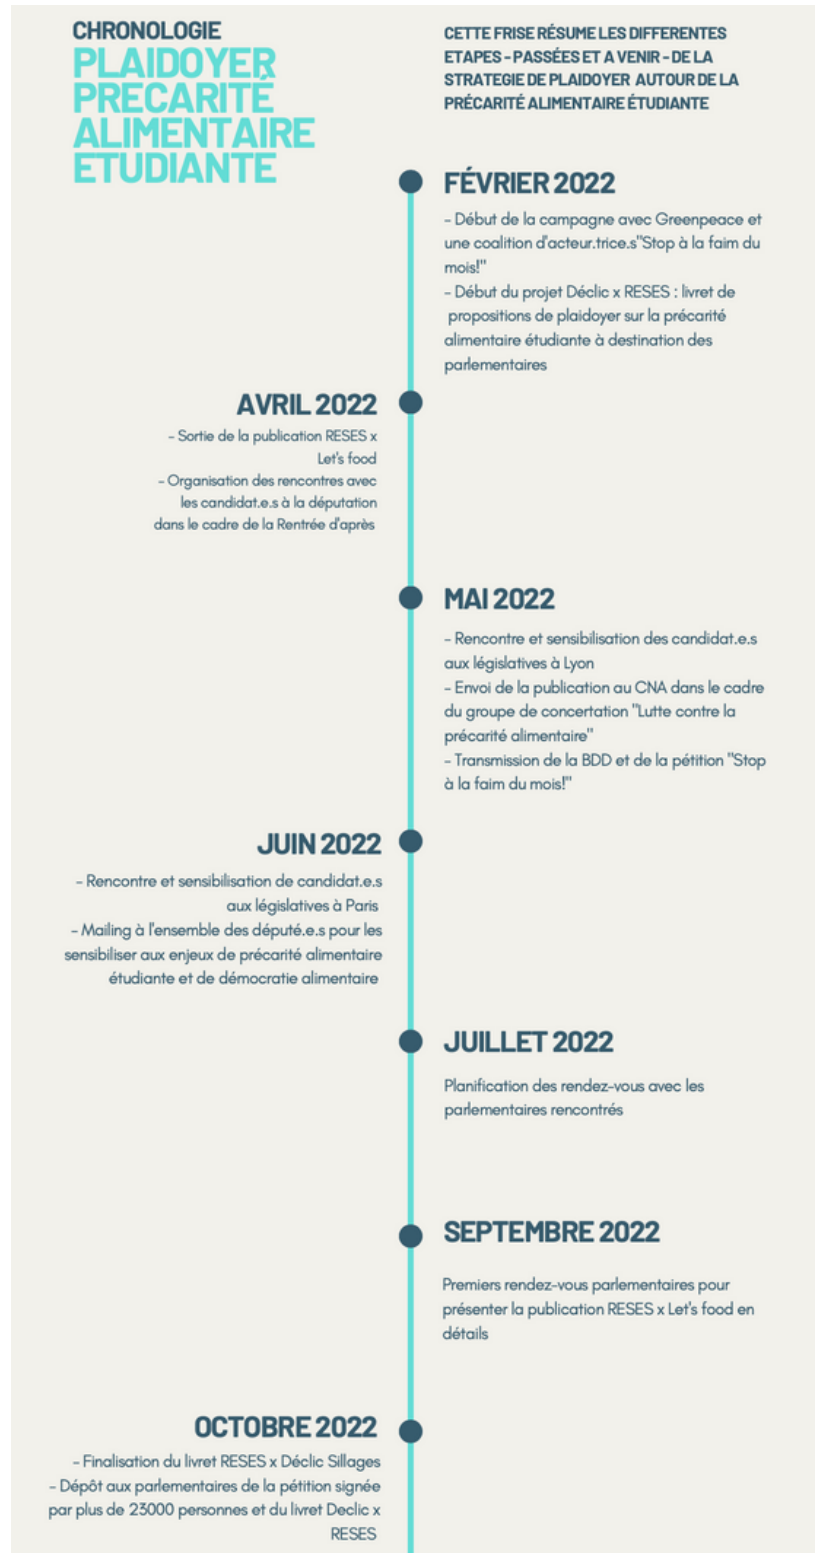 CHRONOLOGIE
PLAIDOYER
PRECARITÉ
ALIMENTAIRE
ETUDIANTE
CETTE FRISE RÉSUME LES DIFFERENTES
ETAPES - PASSÉES ET A VENIR - DE LA
STRATEGIE DE PLAIDOYER AUTOUR DE LA
PRÉCARITÉ ALIMENTAIRE ÉTUDIANTE
FÉVRIER 2022
- Début de la campagne avec Greenpeace et
une coalition d'acteur.trice.s"Stop à la faim du
mois!"
- Début du projet Déclic x RESES : livret de
propositions de plaidoyer sur la précarité
alimentaire étudiante à destination des
parlementaires
AVRIL 2022
- Sortie de la publication RESES x
Let's food
- Organisation des rencontres avec
les candidat.e.s à la députation
dans le cadre de la Rentrée d'après
MAI 2022
- Rencontre et sensibilisation des candidat.e.s
aux législatives à Lyon
- Envoi de la publication au CNA dans le cadre
du groupe de concertation "Lutte contre la
précarité alimentaire"
- Transmission de la BDD et de la pétition "Stop
à la faim du mois!"
JUIN 2022
- Rencontre et sensibilisation de candidat.e.s
aux législatives à Paris
- Mailing à l'ensemble des député.e.s pour les
sensibiliser aux enjeux de précarité alimentaire
étudiante et de démocratie alimentaire
JUILLET 2022
Planification des rendez-vous avec les
parlementaires rencontrés
SEPTEMBRE 2022
Premiers rendez-vous parlementaires pour
présenter la publication RESES x Let's food en
détails
OCTOBRE 2022
- Finalisation du livret RESES x Déclic Sillages
- Dépôt aux parlementaires de la pétition signée
par plus de 23000 personnes et du livret Declic x
RESES